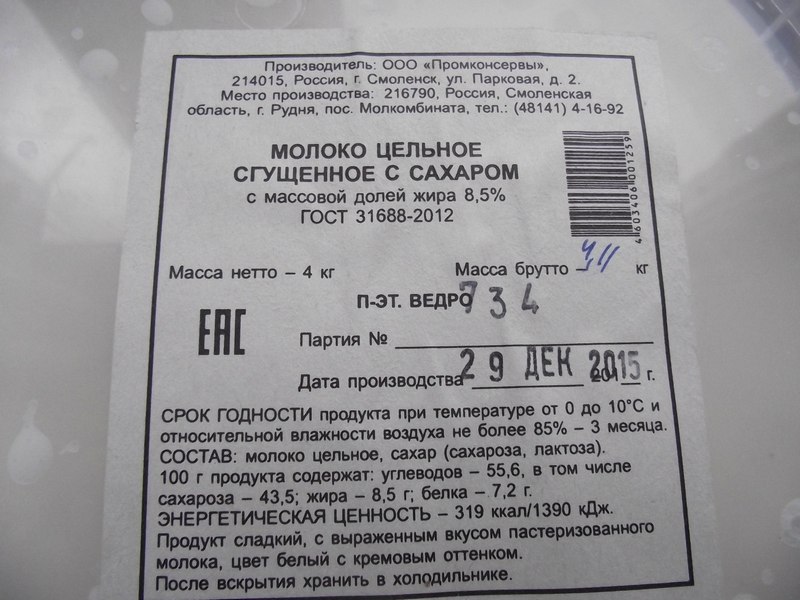 Производитель: ООО «Промконсервы»,
214015, Россия, г. Смоленск, ул. Парковая, д. 2.
Место производства: 216790, Россия, Смоленская
область, г. Рудня, пос. Молкомбината, тел.: (48141) 4-16-92
МОЛОКО ЦЕЛЬНОЕ
СГУЩЕННОЕ С САХАРОМ
с массовой долей жира 8,5%
ГОСТ 31688-2012
4603406001259
Масса нетто – 4 кг
Масса брутто – 4,11 кг
П-ЭТ. ВЕДРО
734
EAC
Партия №
Дата производства 29 ДЕК 2015 г.
СРОК ГОДНОСТИ продукта при температуре от 0 до 10°С и
относительной влажности воздуха не более 85% – 3 месяца.
СОСТАВ: молоко цельное, сахар (сахароза, лактоза).
100 г продукта содержат: углеводов – 55,6, в том числе
сахароза – 43,5; жира – 8,5 г; белка – 7,2 г.
ЭНЕРГЕТИЧЕСКАЯ ЦЕННОСТЬ – 319 ккал/1390 кДж.
Продукт сладкий, с выраженным вкусом пастеризованного
молока, цвет белый с кремовым оттенком.
После вскрытия хранить в холодильнике.